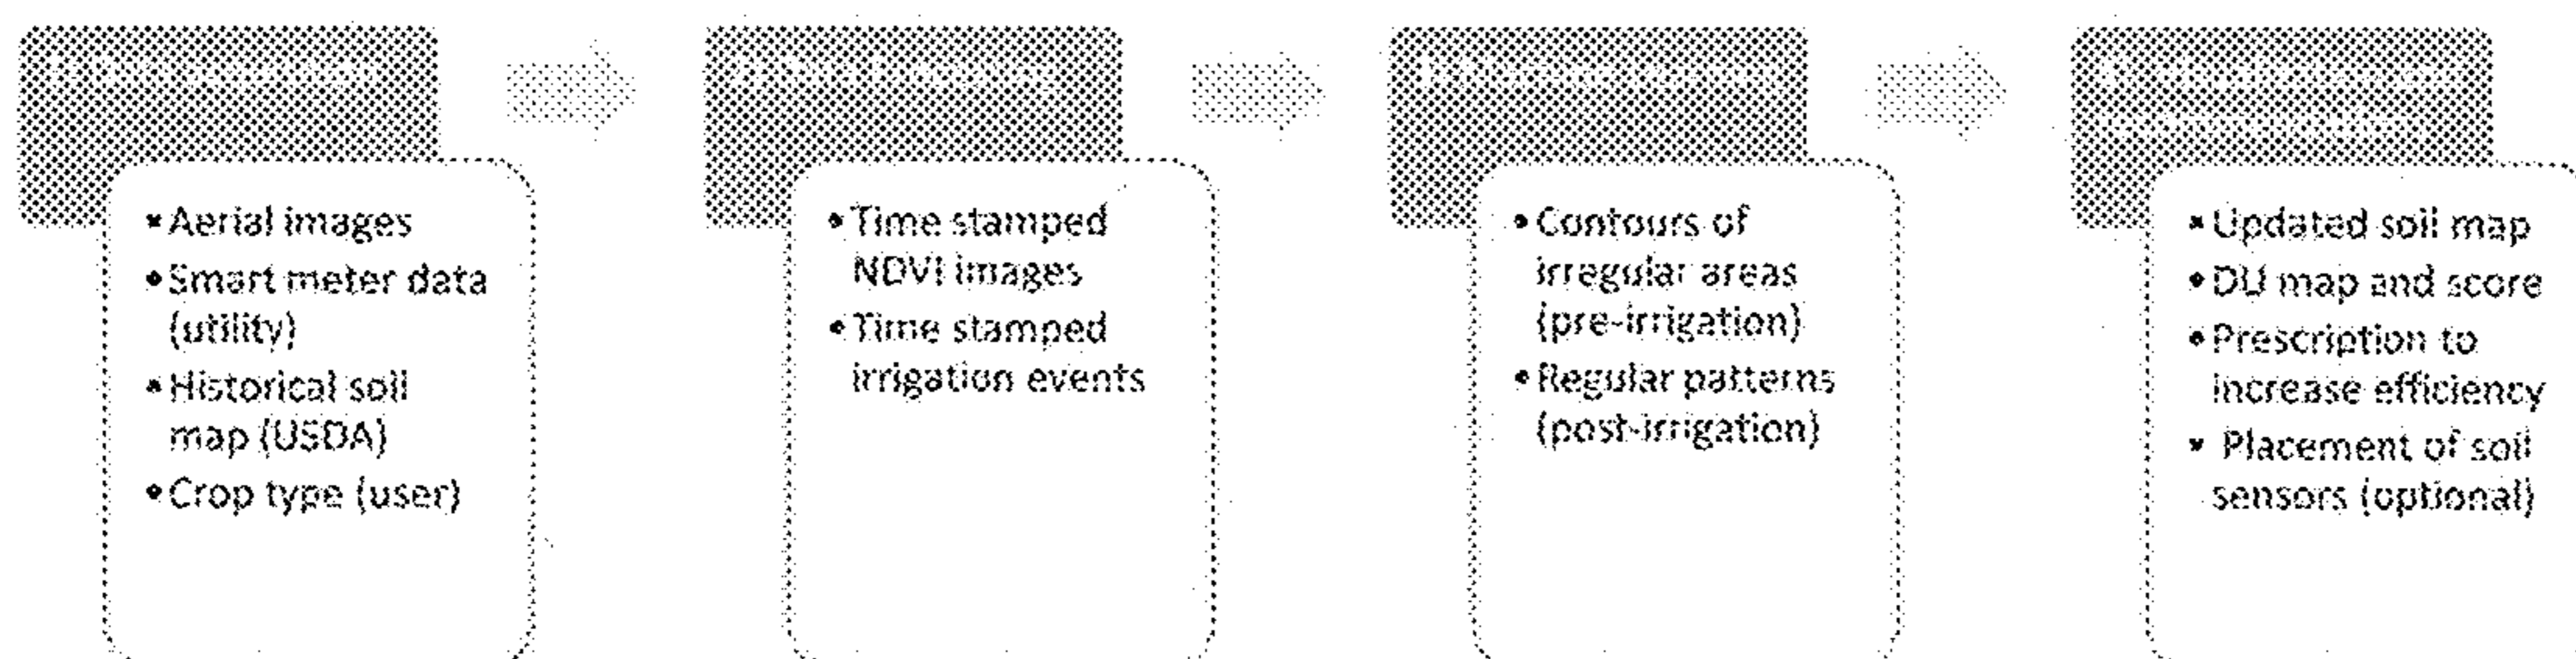 • Aerial images
• Smart meter data
(utility)
• Historical soil
map (USDA)
• Crop type (user)
• Time stamped
NDVI images
• Time stamped
irrigation events
• Contours of
irregular areas
(pre-irrigation)
• Regular patterns
(post-irrigation)
• Updated soil map
• DU map and score
• Prescription to
increase efficiency
• Placement of soil
sensors (optional)